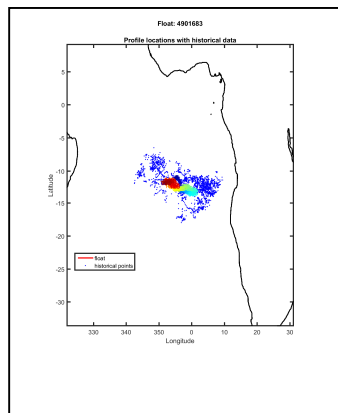 Float: 4901683
Profile locations with historical data
5
0
-5
-10
-15
-20
-25
-30
Latitude
float
historical points
330
340
350
0
10
20
30
Longitude